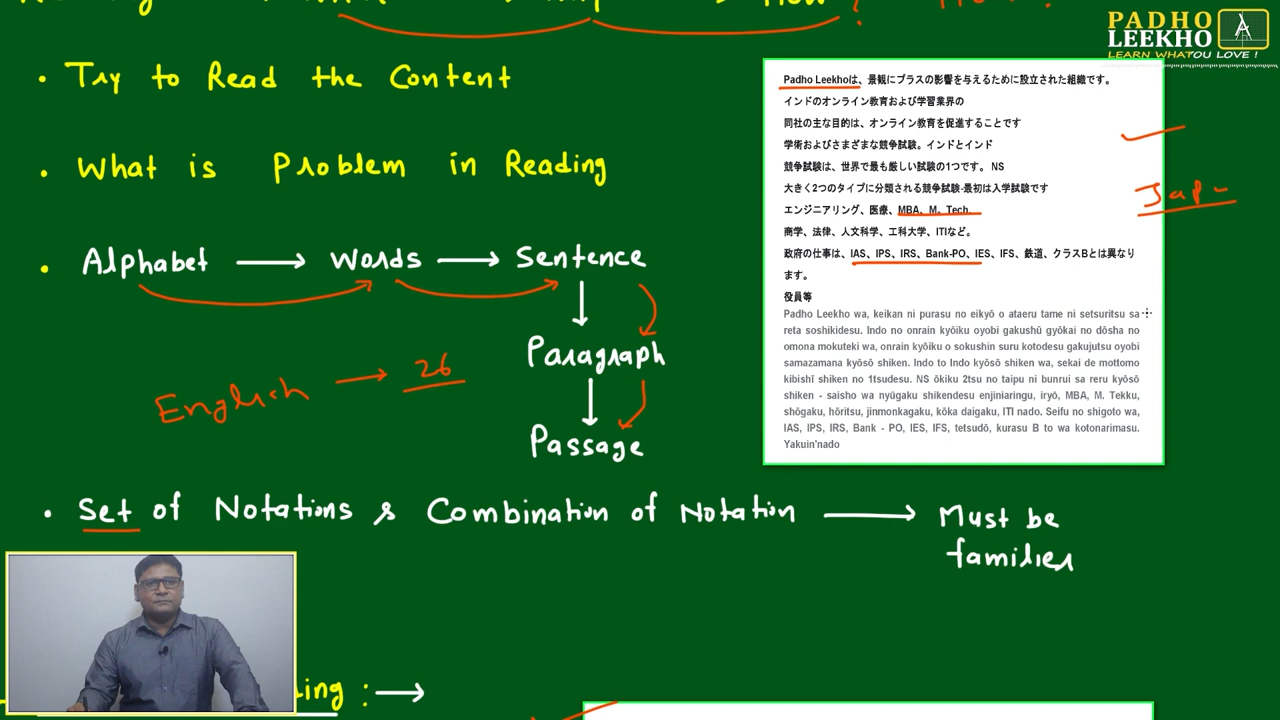 How ?
PADHO
LEEKHO
LEARN WHAT YOU LOVE !
• Try to Read the Content
• What is Problem in Reading
• Alphabet → Words → Sentence
Paragraph
English → 26
Passage
• Set of Notations & Combination of Notation → Must be
families
:→
Padho Leekhoは、景観にプラスの影響を与えるために設立された組織です。
インドのオンライン教育および学習業界の
同社の主な目的は、オンライン教育を促進することです
学術およびさまざまな競争試験。インドとインド
競争試験は、世界で最も厳しい試験の1つです。 NS
大きく2つのタイプに分類される競争試験-最初は入学試験です
エンジニアリング、医療、MBA、M。Tech、
商学、法律、人文科学、工科大学、ITIなど。
政府の仕事は、IAS、IPS、IRS、Bank-PO、IES、IFS、鉄道、クラスBとは異なり
ます。
役員等
Padho Leekho wa, keikan ni purasu no eikyō o ataeru tame ni setsuritsu sa
reta soshikidesu. Indo no onrain kyōiku oyobi gakushū gyōkai no dōsha no
omona mokuteki wa, onrain kyōiku o sokushin suru kotodesu gakujutsu oyobi
samazamana kyōsō shiken. Indo to Indo kyōsō shiken wa, sekai de mottomo
kibishī shiken no 1tsudesu. NS ōkiku 2tsu no taipu ni bunrui sa reru kyōsō
shiken - saisho wa nyūgaku shikendesu enjiniaringu, iryō, MBA, M. Tekku,
shōgaku, hōritsu, jinmonkagaku, kōka daigaku, ITI nado. Seifu no shigoto wa,
IAS, IPS, IRS, Bank - PO, IES, IFS, tetsudō, kurasu B to wa kotonarimasu.
Yakuin'nado